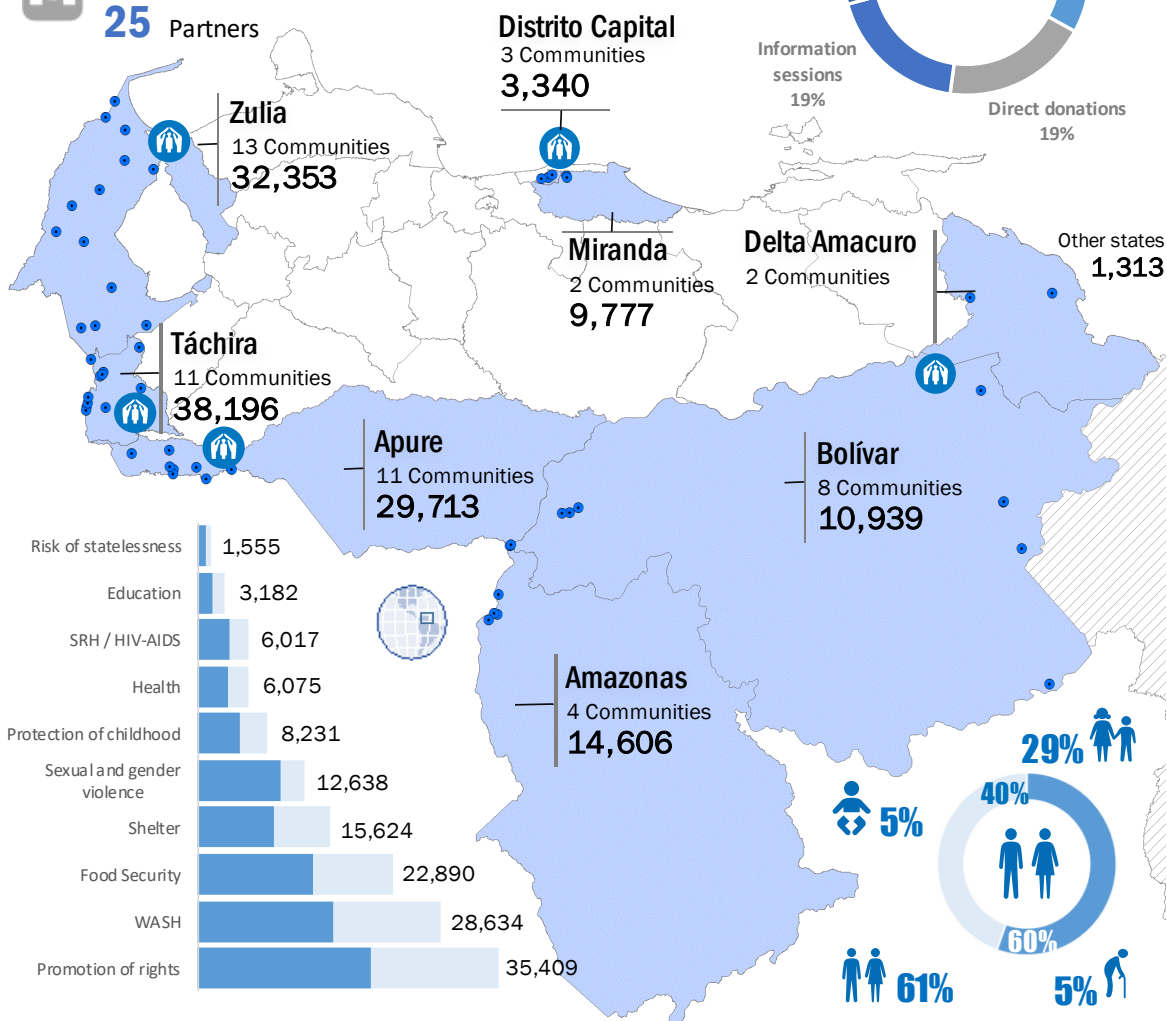 25 Partners
Distrito Capital
3 Communities
3,340
Information
sessions
19%
Direct donations
19%
Zulia
13 Communities
32,353
Miranda
2 Communities
9,777
Delta Amacuro
2 Communities
Other states
1,313
Táchira
11 Communities
38,196
Apure
11 Communities
29,713
Bolívar
8 Communities
10,939
Amazonas
4 Communities
14,606
Risk of statelessness 1,555
Education 3,182
SRH / HIV-AIDS 6,017
Health 6,075
Protection of childhood 8,231
Sexual and gender
violence 12,638
Shelter 15,624
Food Security 22,890
WASH 28,634
Promotion of rights 35,409
29%
40%
5%
60%
61%
5%